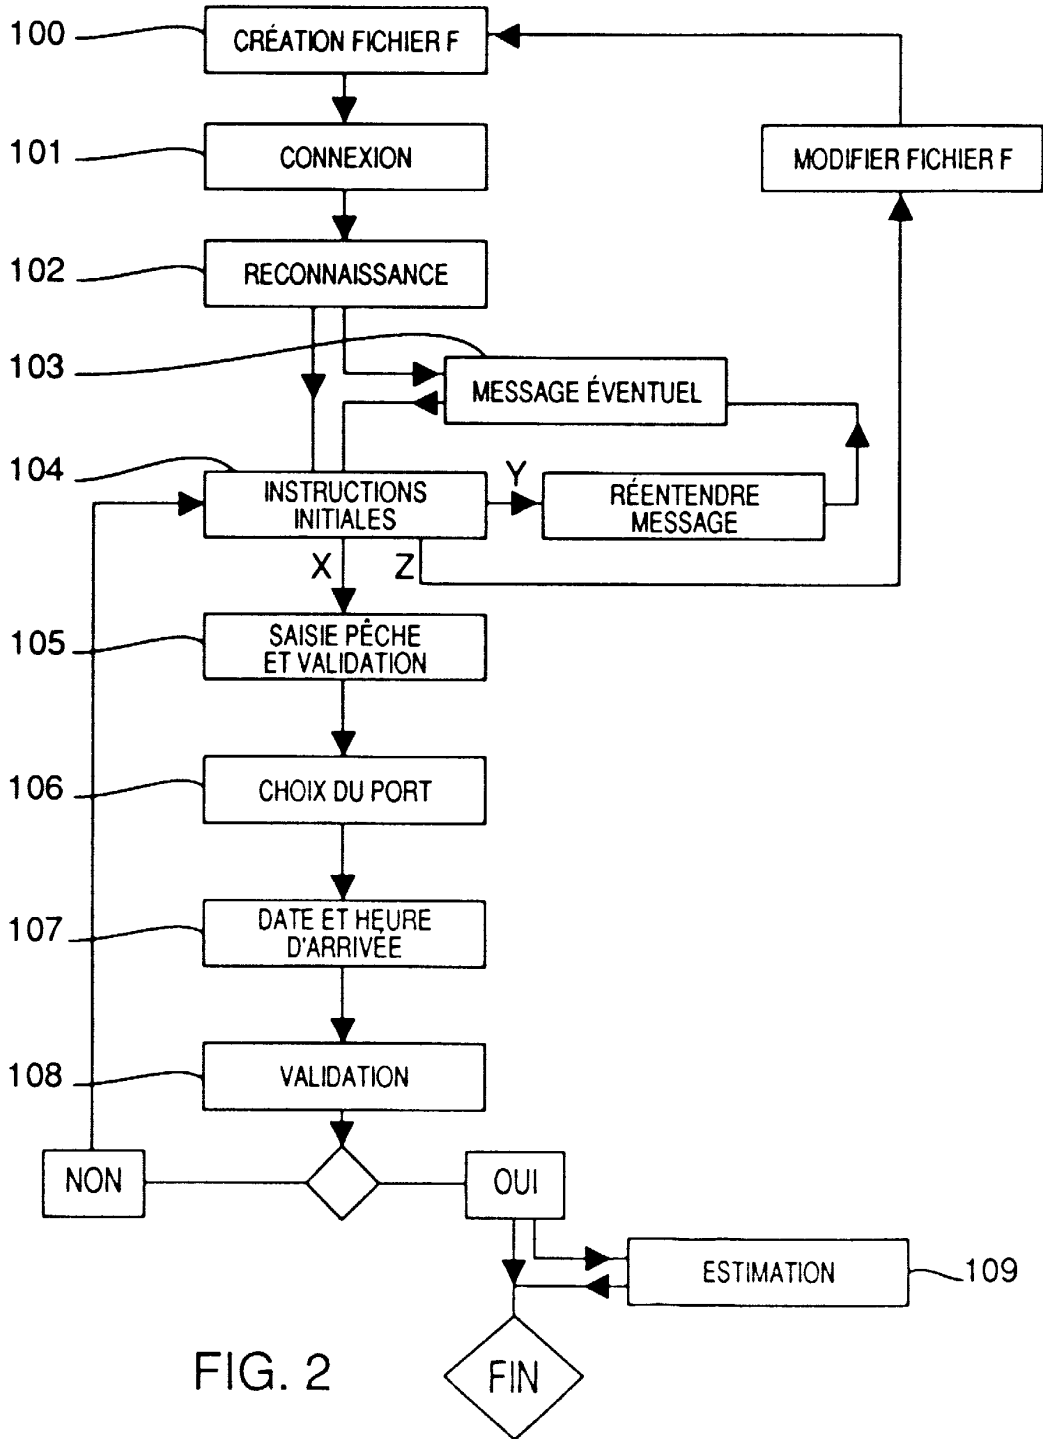 100
CRÉATION FICHIER F
101
CONNEXION
MODIFIER FICHIER F
102
RECONNAISSANCE
103
MESSAGE ÉVENTUEL
104
INSTRUCTIONS
INITIALES
Y
RÉENTENDRE
MESSAGE
X
Z
105
SAISIE PÊCHE
ET VALIDATION
106
CHOIX DU PORT
107
DATE ET HEURE
D'ARRIVÉE
108
VALIDATION
NON
OUI
ESTIMATION
109
FIG. 2
FIN